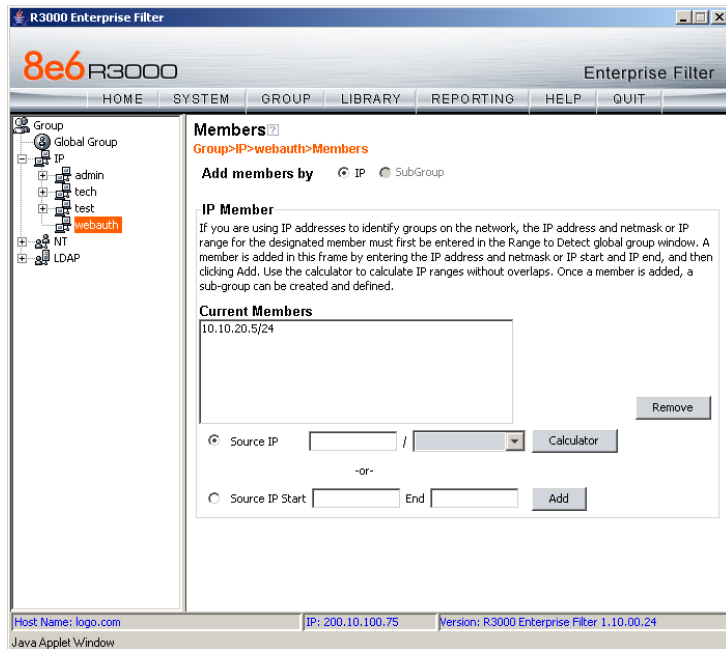 R3000 Enterprise Filter
8e6 R3000
Enterprise Filter
HOME SYSTEM GROUP LIBRARY REPORTING HELP QUIT
Group
Global Group
IP
admin
tech
test
webauth
NT
LDAP
Members
Group>IP>webauth>Members
Add members by IP SubGroup
IP Member
If you are using IP addresses to identify groups on the network, the IP address and netmask or IP
range for the designated member must first be entered in the Range to Detect global group window. A
member is added in this frame by entering the IP address and netmask or IP start and IP end, and then
clicking Add. Use the calculator to calculate IP ranges without overlaps. Once a member is added, a
sub-group can be created and defined.
Current Members
10.10.20.5/24
Remove
Source IP / Calculator
-or-
Source IP Start End Add
Host Name: logo.com IP: 200.10.100.75 Version: R3000 Enterprise Filter 1.10.00.24
Java Applet Window